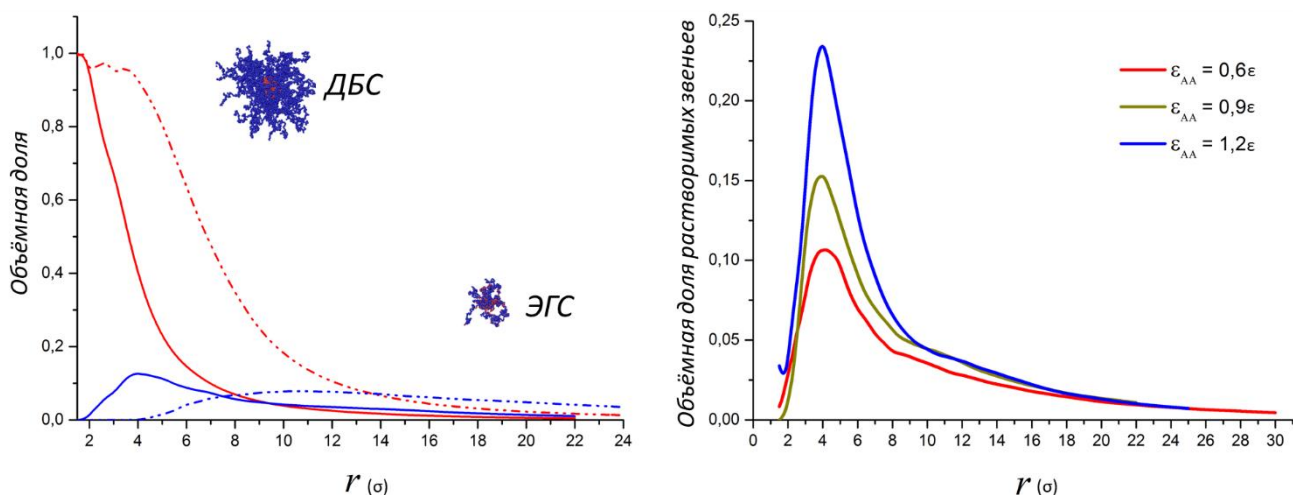 Объёмная доля
1,0
0,8
0,6
0,4
0,2
0,0
ДБС
ЭГС
2 4 6 8 10 12 14 16 18 20 22 24
r (σ)
Объёмная доля растворимых звеньев
0,25
0,20
0,15
0,10
0,05
0,00
ε_AA = 0,6ε
ε_AA = 0,9ε
ε_AA = 1,2ε
0 2 4 6 8 10 12 14 16 18 20 22 24 26 28 30
r (σ)